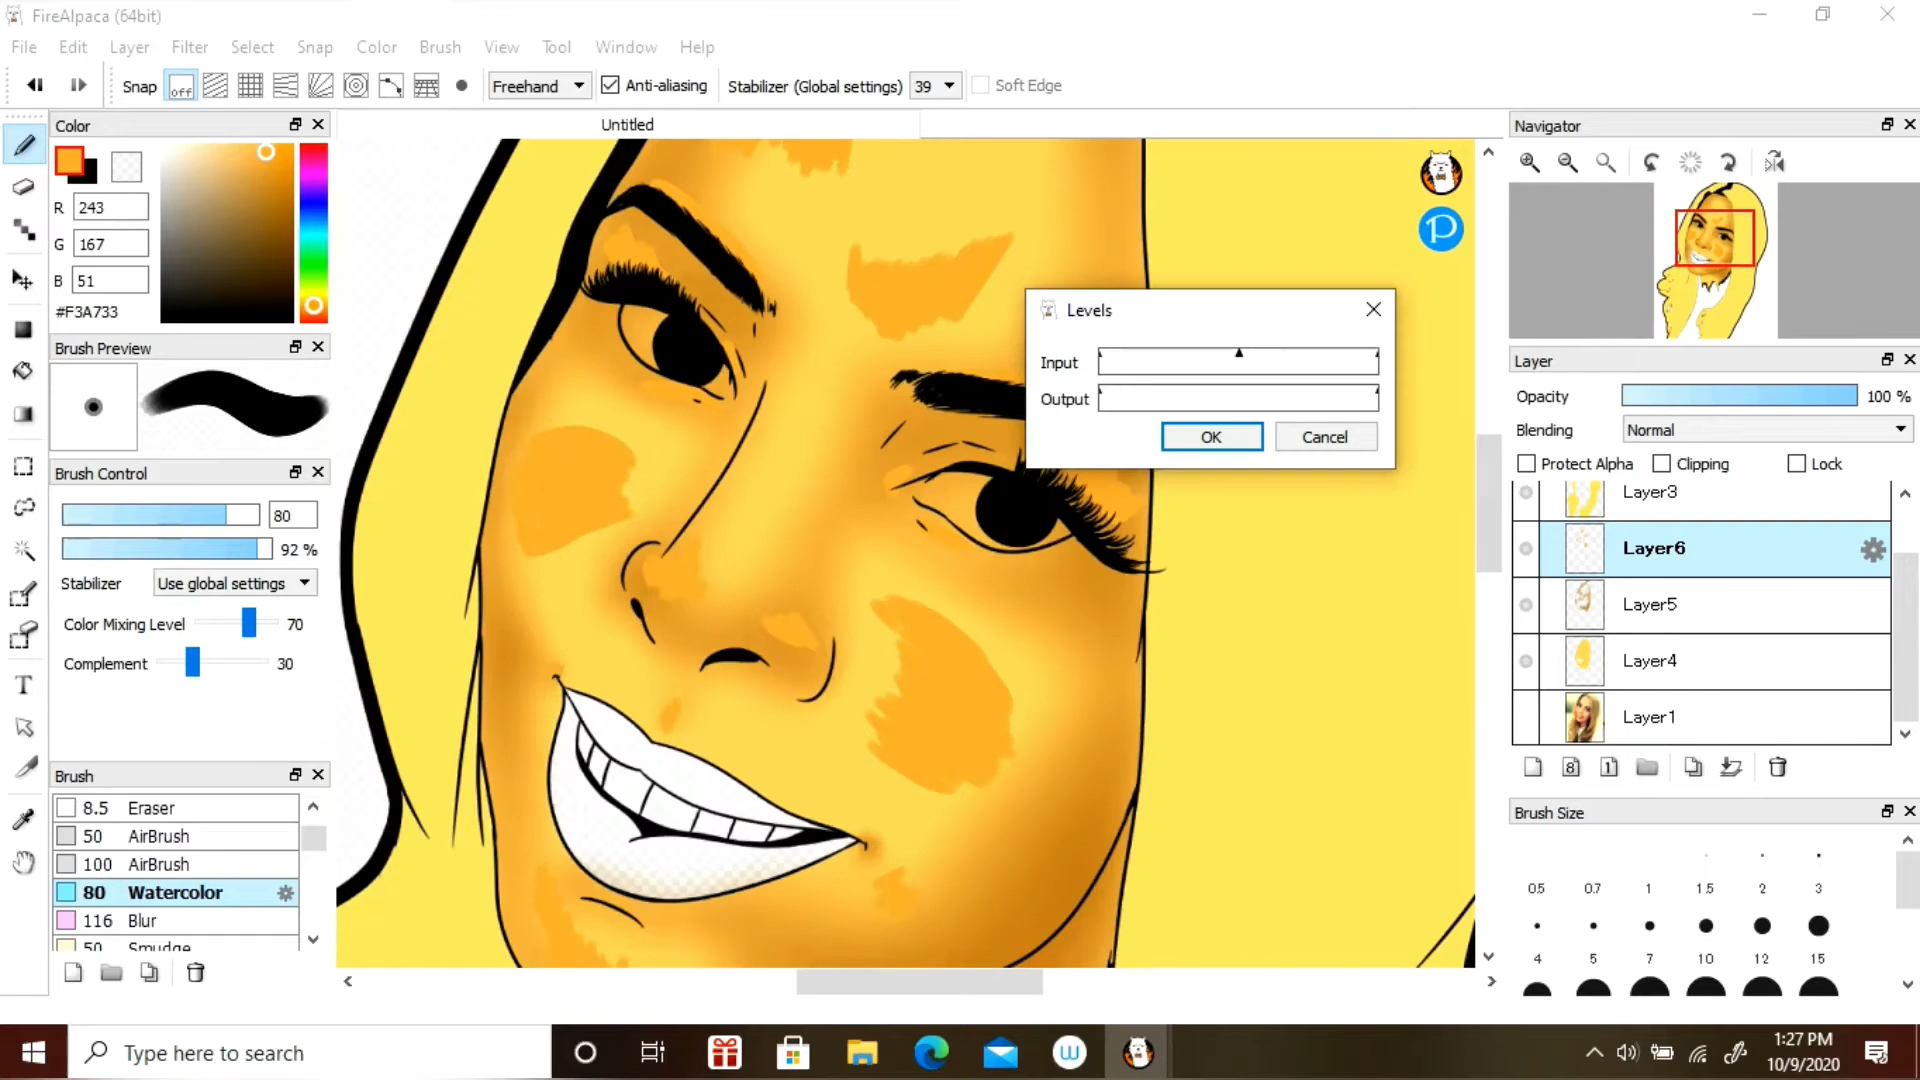 FireAlpaca (64bit)
File Edit Layer Filter Select Snap Color Brush View Tool Window Help
Snap off Freehand Anti-aliasing Stabilizer (Global settings) 39 Soft Edge
Color
R 243
G 167
B 51
#F3A733
Brush Preview
Brush Control
80
92 %
Stabilizer Use global settings
Color Mixing Level 70
Complement 30
Brush
8.5 Eraser
50 AirBrush
100 AirBrush
80 Watercolor
116 Blur
50 Smudge
Untitled
P
Levels
Input
Output
OK Cancel
Navigator
Layer
Opacity 100 %
Blending Normal
Protect Alpha Clipping Lock
Layer3
Layer6
Layer5
Layer4
Layer1
8 1
Brush Size
0.5 0.7 1 1.5 2 3
4 5 7 10 12 15
Type here to search
1:27 PM
10/9/2020